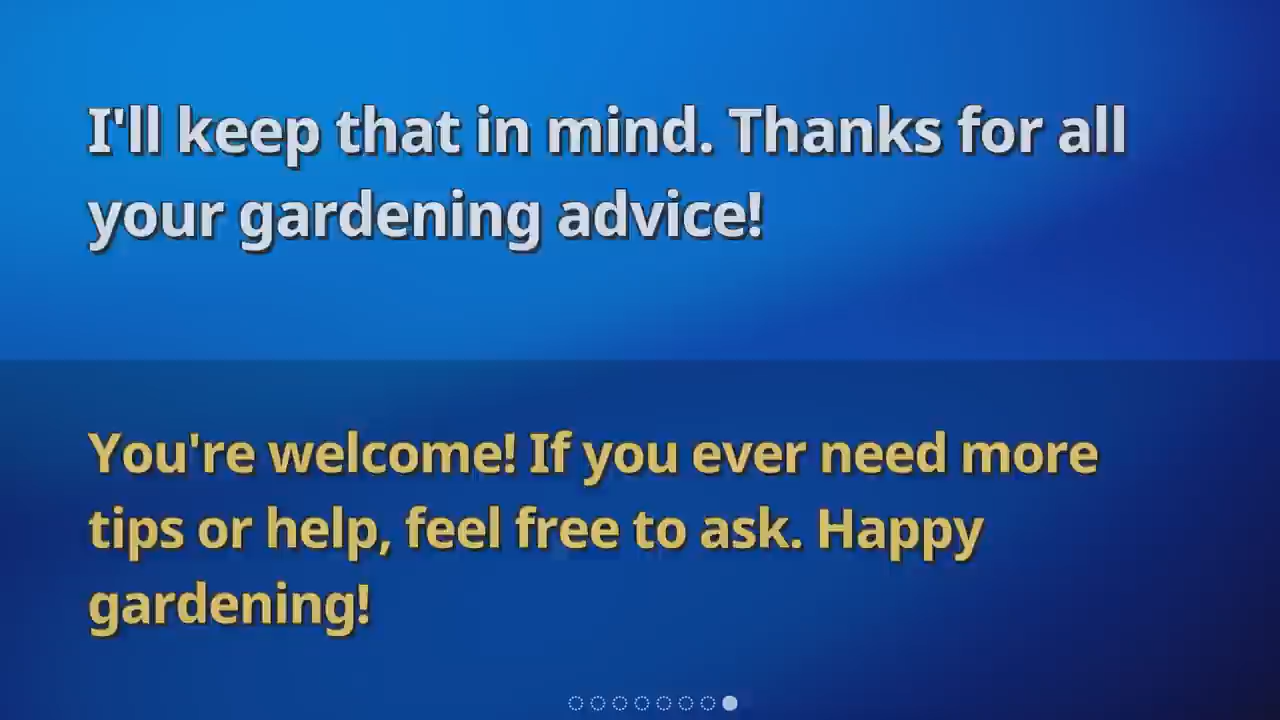 I'll keep that in mind. Thanks for all
your gardening advice!
You're welcome! If you ever need more
tips or help, feel free to ask. Happy
gardening!